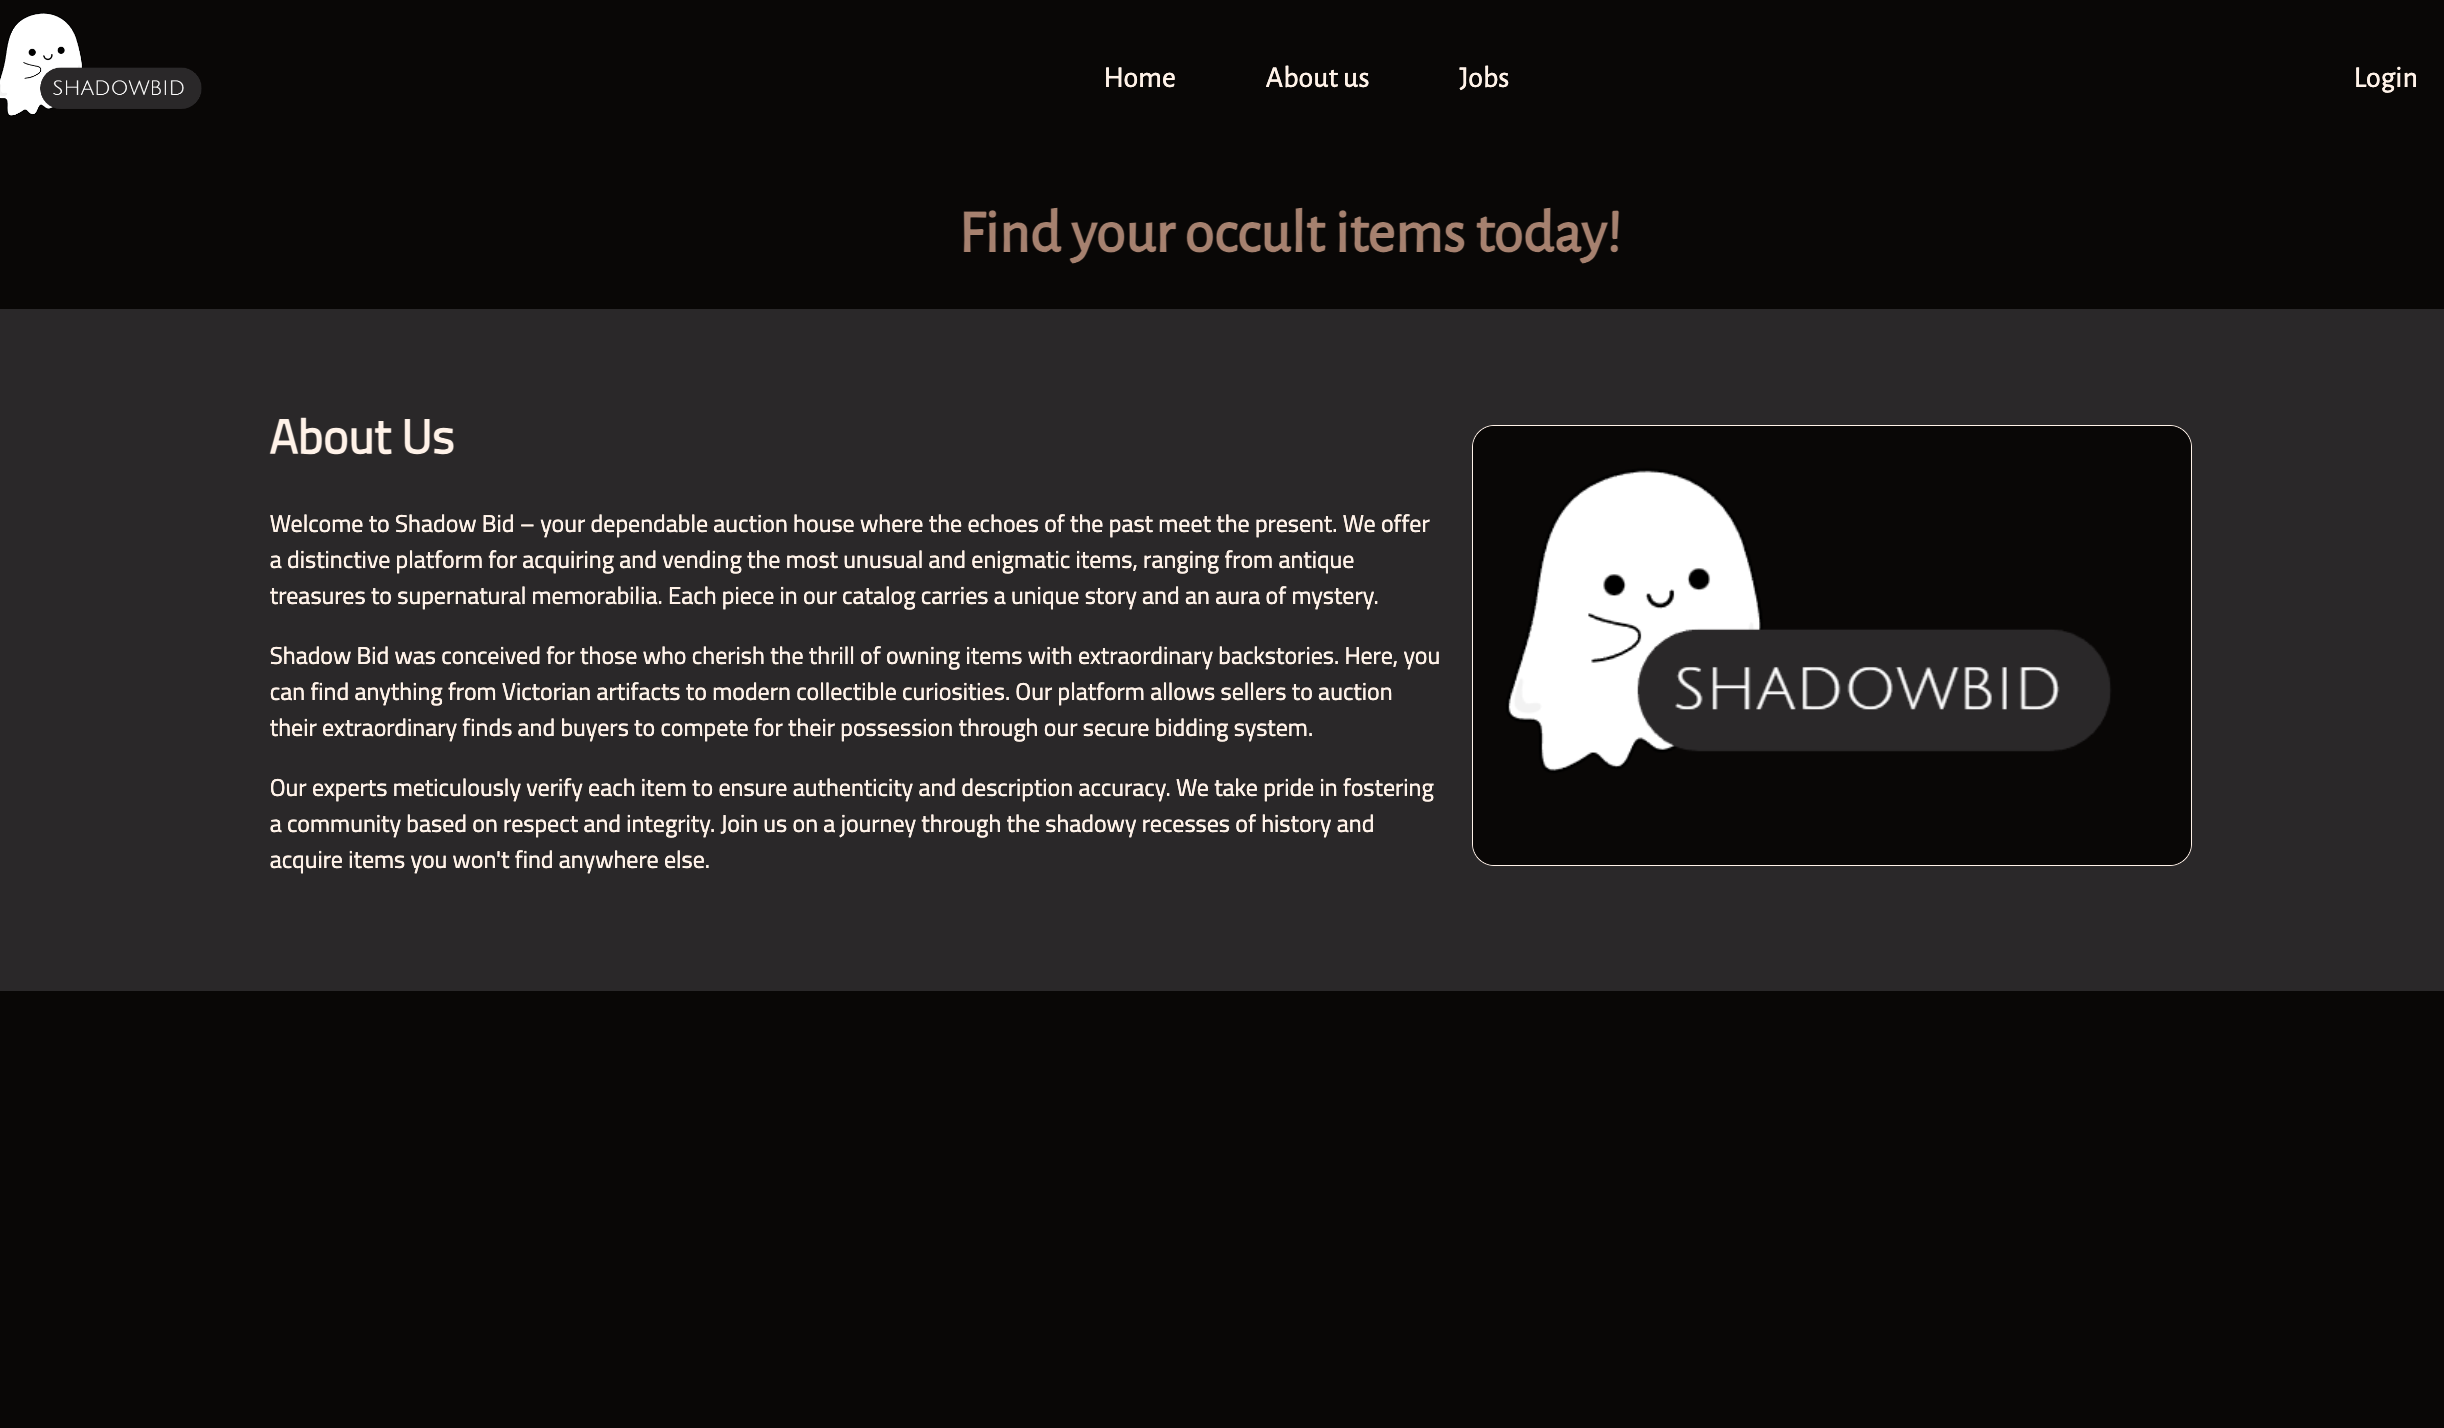 SHADOWBID
Home
About us
Jobs
Login
Find your occult items today!
About Us
Welcome to Shadow Bid – your dependable auction house where the echoes of the past meet the present. We offer
a distinctive platform for acquiring and vending the most unusual and enigmatic items, ranging from antique
treasures to supernatural memorabilia. Each piece in our catalog carries a unique story and an aura of mystery.
Shadow Bid was conceived for those who cherish the thrill of owning items with extraordinary backstories. Here, you
can find anything from Victorian artifacts to modern collectible curiosities. Our platform allows sellers to auction
their extraordinary finds and buyers to compete for their possession through our secure bidding system.
Our experts meticulously verify each item to ensure authenticity and description accuracy. We take pride in fostering
a community based on respect and integrity. Join us on a journey through the shadowy recesses of history and
acquire items you won't find anywhere else.
SHADOWBID